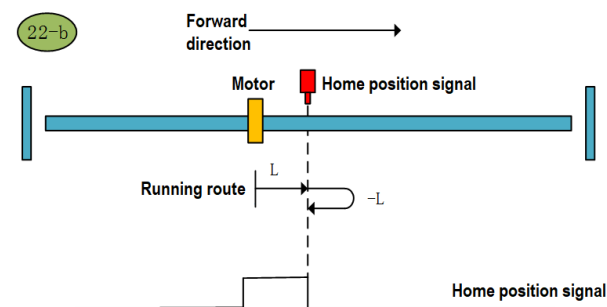 22-b
Forward
direction
Motor
Home position signal
L
Running route
-L
Home position signal